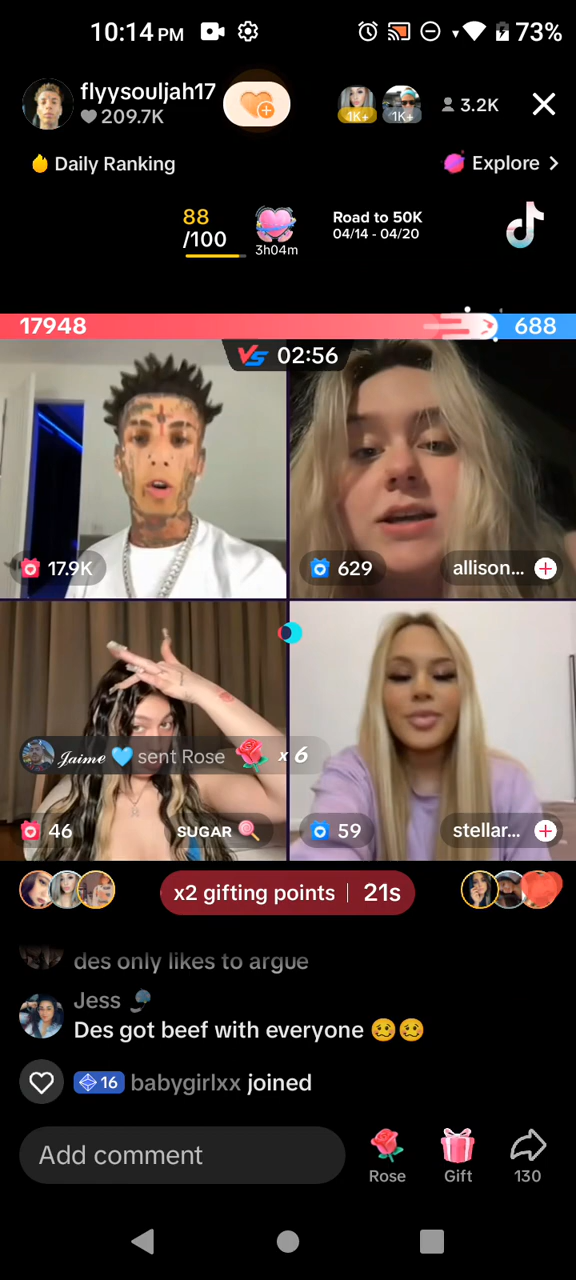 10:14 PM
73%
flyysouljah17
209.7K
1K+
1K+
3.2K
Daily Ranking
Explore
88
/100
3h04m
Road to 50K
04/14 - 04/20
17948
688
VS 02:56
17.9K
629
allison...
Jaime 🩵 sent Rose x 6
46
SUGAR 🍭
59
stellar...
x2 gifting points | 21s
des only likes to argue
Jess
Des got beef with everyone 🥴🥴
16 babygirlxx joined
Add comment
Rose
Gift
130